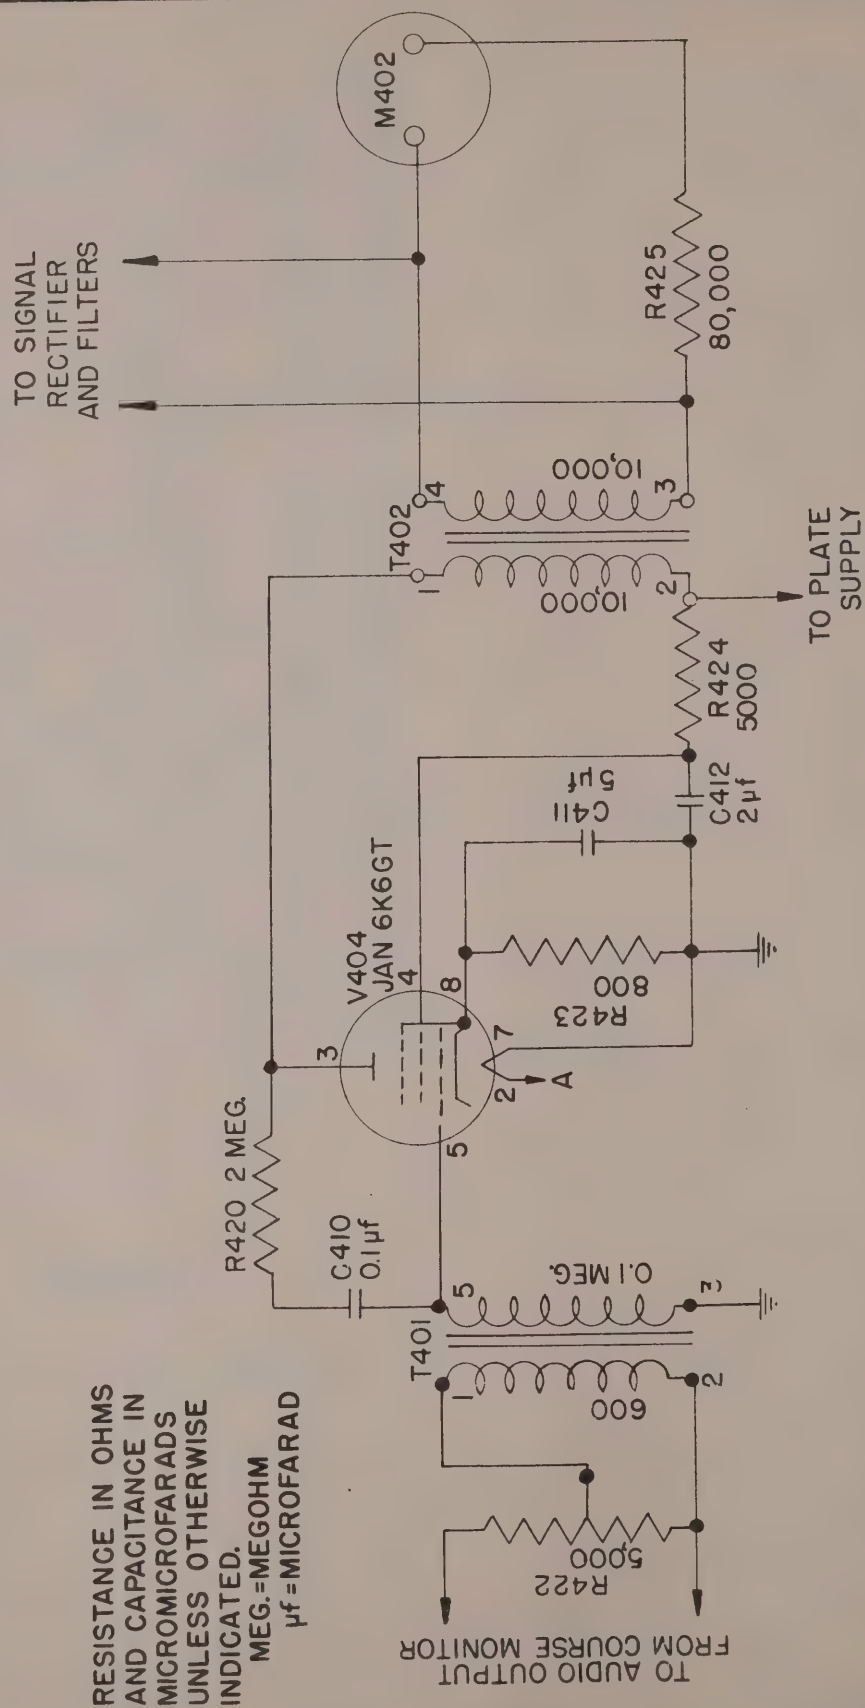 RESISTANCE IN OHMS
AND CAPACITANCE IN
MICROMICROFARADS
UNLESS OTHERWISE
INDICATED.
MEG.=MEGOHM
µf=MICROFARAD
TO AUDIO OUTPUT
FROM COURSE MONITOR
R422
5,000
T401
1
2
600
5
3
0.1 MEG.
C410
0.1µf
R420 2 MEG.
V404
JAN 6K6GT
3
4
8
5
2
7
A
R423
800
C411
5µf
C412
2µf
R424
5000
T402
1
2
10,000
4
3
10,000
TO PLATE
SUPPLY
TO SIGNAL
RECTIFIER
AND FILTERS
R425
80,000
M402